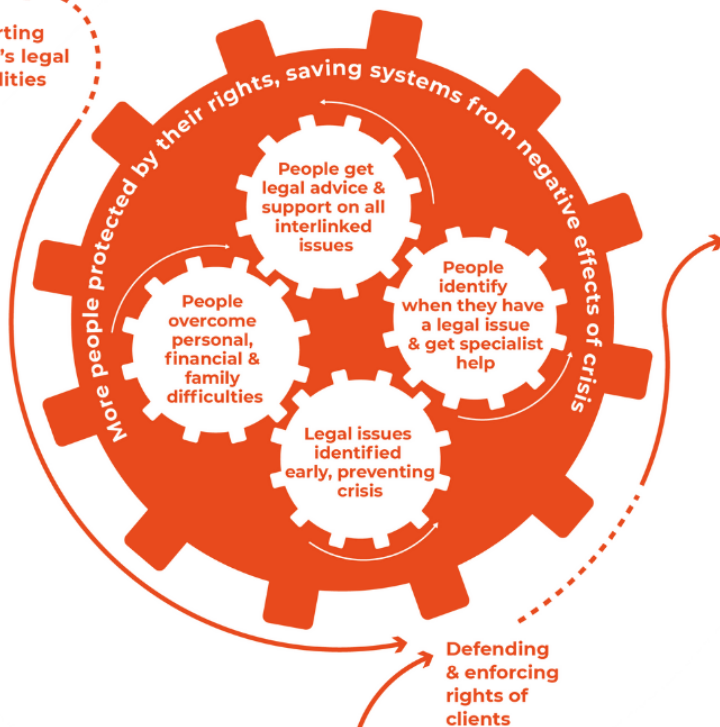 ’s legal
More people protected by their rights, saving systems from negative effects of crisis
People get
legal advice &
support on all
interlinked
issues
People
identify
when they have
a legal issue
& get specialist
help
People
overcome
personal,
financial &
family
difficulties
Legal issues
identified
early, preventing
crisis
Defending
& enforcing
rights of
clients